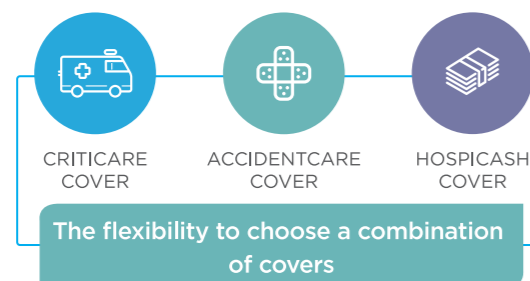 CRITICARE
COVER
ACCIDENTCARE
COVER
HOSPICASH
COVER
The flexibility to choose a combination
of covers